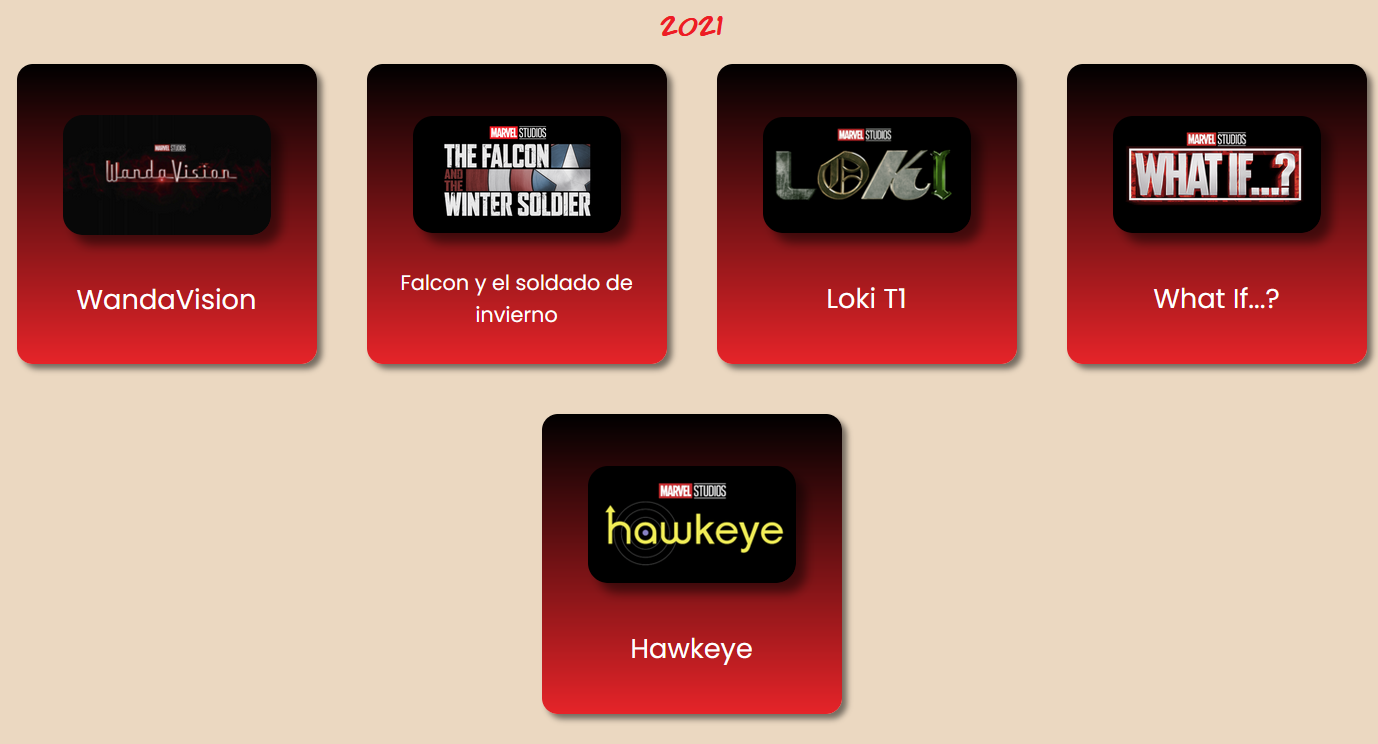 2021
MARVEL STUDIOS
WandaVision
MARVEL STUDIOS
THE FALCON
AND
THE
WINTER SOLDIER
MARVEL STUDIOS
LOKI
MARVEL STUDIOS
WHAT IF...?
WandaVision
Falcon y el soldado de
invierno
Loki T1
What If...?
MARVEL STUDIOS
hawkeye
Hawkeye